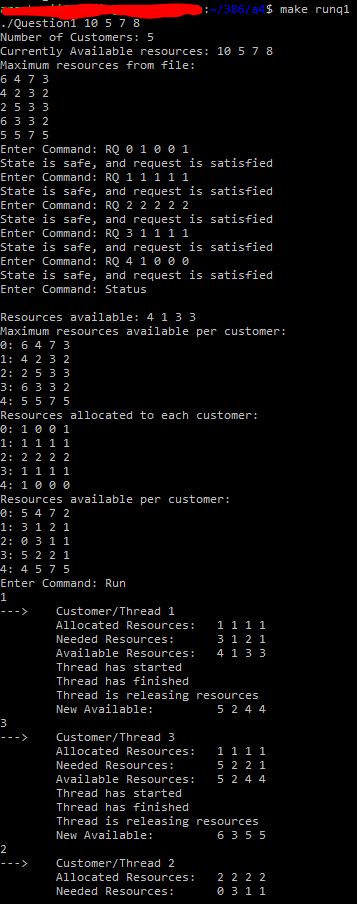 :~/386/a4$ make runq1
./Question1 10 5 7 8
Number of Customers: 5
Currently Available resources: 10 5 7 8
Maximum resources from file:
6 4 7 3
4 2 3 2
2 5 3 3
6 3 3 2
5 5 7 5
Enter Command: RQ 0 1 0 0 1
State is safe, and request is satisfied
Enter Command: RQ 1 1 1 1 1
State is safe, and request is satisfied
Enter Command: RQ 2 2 2 2 2
State is safe, and request is satisfied
Enter Command: RQ 3 1 1 1 1
State is safe, and request is satisfied
Enter Command: RQ 4 1 0 0 0
State is safe, and request is satisfied
Enter Command: Status
Resources available: 4 1 3 3
Maximum resources available per customer:
0: 6 4 7 3
1: 4 2 3 2
2: 2 5 3 3
3: 6 3 3 2
4: 5 5 7 5
Resources allocated to each customer:
0: 1 0 0 1
1: 1 1 1 1
2: 2 2 2 2
3: 1 1 1 1
4: 1 0 0 0
Resources available per customer:
0: 5 4 7 2
1: 3 1 2 1
2: 0 3 1 1
3: 5 2 2 1
4: 4 5 7 5
Enter Command: Run
1
---> Customer/Thread 1
Allocated Resources: 1 1 1 1
Needed Resources: 3 1 2 1
Available Resources: 4 1 3 3
Thread has started
Thread has finished
Thread is releasing resources
New Available: 5 2 4 4
3
---> Customer/Thread 3
Allocated Resources: 1 1 1 1
Needed Resources: 5 2 2 1
Available Resources: 5 2 4 4
Thread has started
Thread has finished
Thread is releasing resources
New Available: 6 3 5 5
2
---> Customer/Thread 2
Allocated Resources: 2 2 2 2
Needed Resources: 0 3 1 1